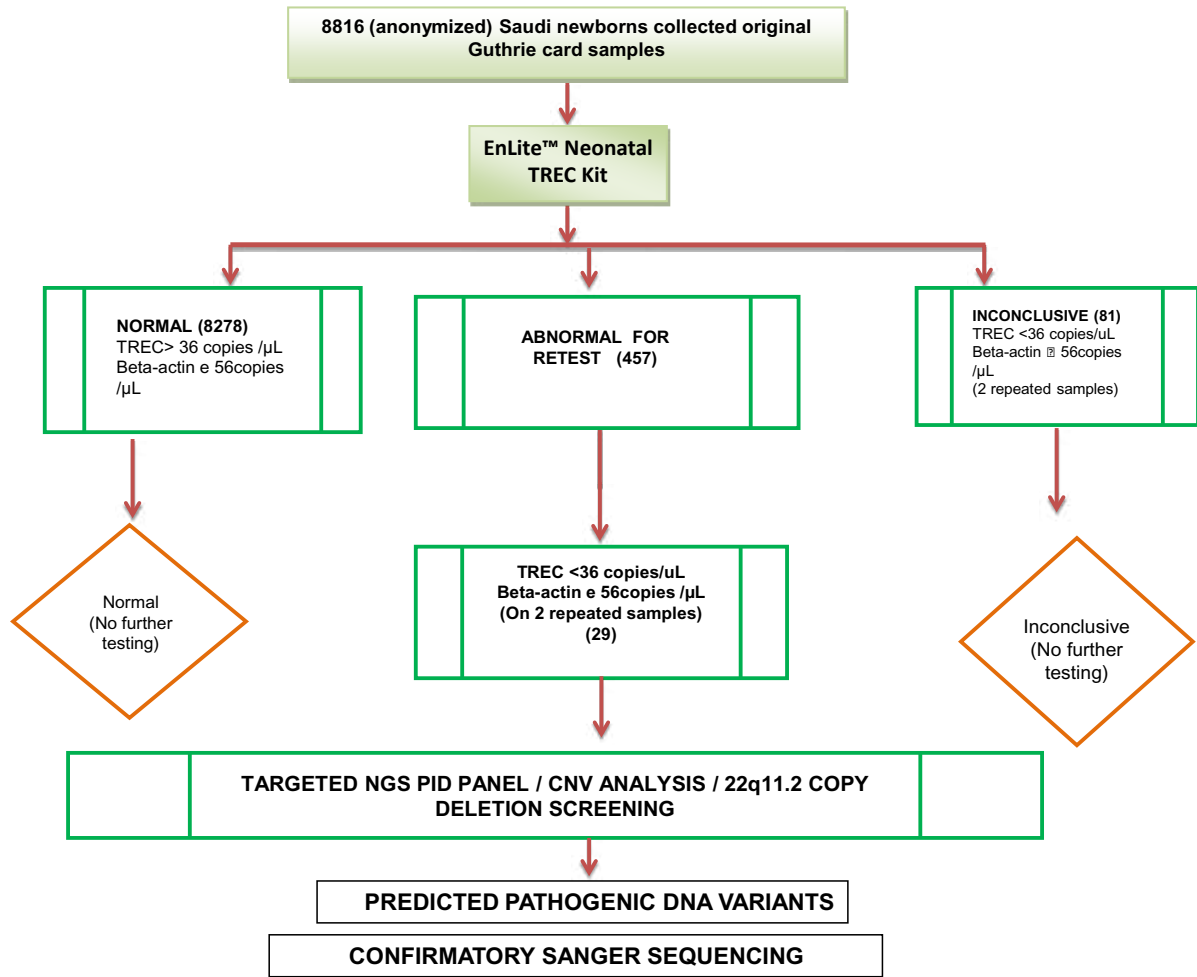 8816 (anonymized) Saudi newborns collected original
Guthrie card samples
EnLite™ Neonatal
TREC Kit
NORMAL (8278)
TREC> 36 copies /µL
Beta-actin e 56copies
/µL
ABNORMAL FOR
RETEST (457)
INCONCLUSIVE (81)
TREC <36 copies/uL
Beta-actin 56copies
/µL
(2 repeated samples)
Normal
(No further
testing)
TREC <36 copies/uL
Beta-actin e 56copies /µL
(On 2 repeated samples)
(29)
Inconclusive
(No further
testing)
TARGETED NGS PID PANEL / CNV ANALYSIS / 22q11.2 COPY
DELETION SCREENING
PREDICTED PATHOGENIC DNA VARIANTS
CONFIRMATORY SANGER SEQUENCING